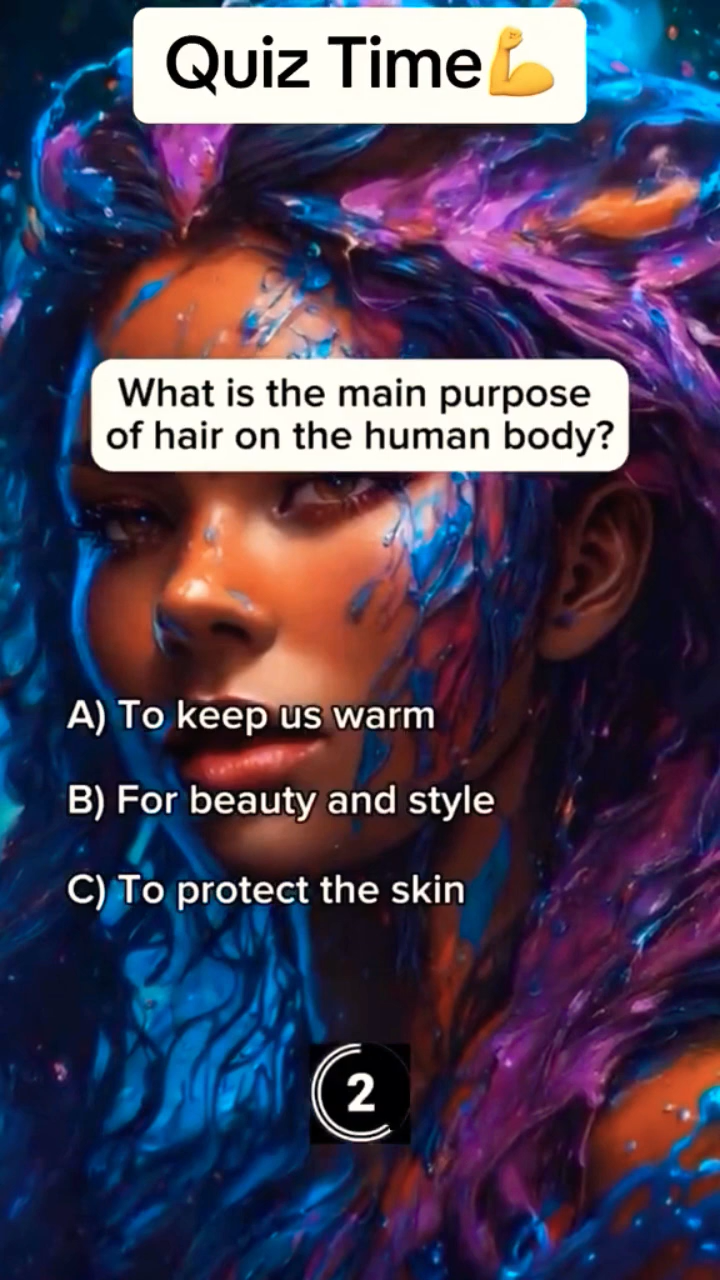 Quiz Time💪
What is the main purpose
of hair on the human body?
A) To keep us warm
B) For beauty and style
C) To protect the skin
2